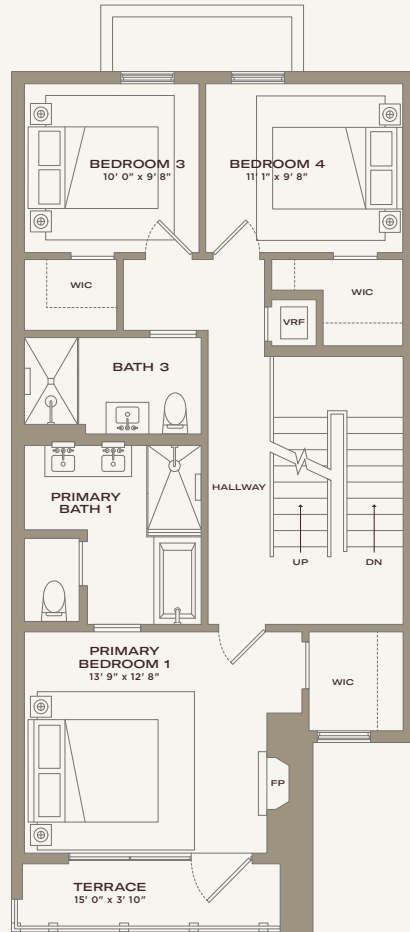 BEDROOM 3
10' 0" x 9' 8"
BEDROOM 4
11' 1" x 9' 8"
WIC
WIC
VRF
BATH 3
PRIMARY
BATH 1
HALLWAY
UP
DN
PRIMARY
BEDROOM 1
13' 9" x 12' 8"
WIC
FP
TERRACE
15' 0" x 3' 10"